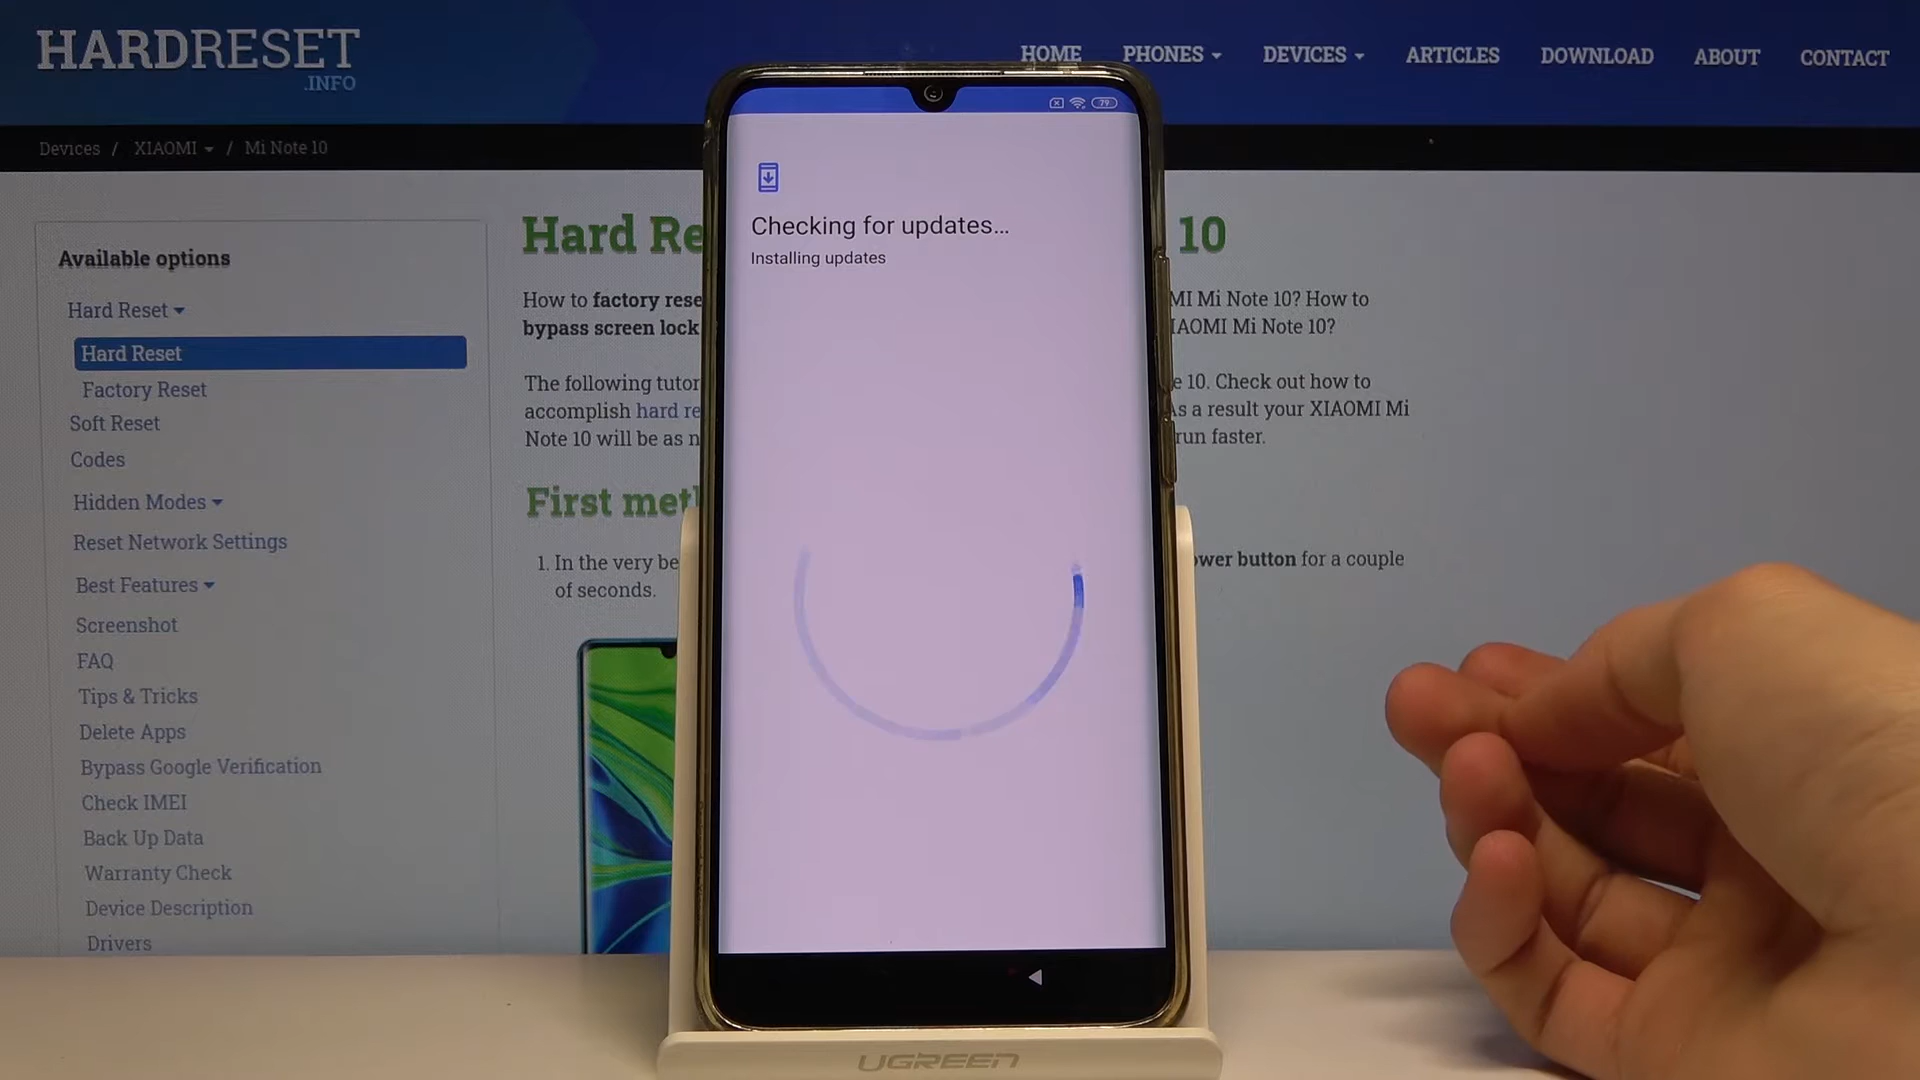 HARDRESET
.INFO
HOME PHONES DEVICES ARTICLES DOWNLOAD ABOUT CONTACT
Devices / XIAOMI / Mi Note 10
79
Checking for updates...
Installing updates
Available options
Hard Reset
Hard Reset
Factory Reset
Soft Reset
Codes
Hidden Modes
Reset Network Settings
Best Features
Screenshot
FAQ
Tips & Tricks
Delete Apps
Bypass Google Verification
Check IMEI
Back Up Data
Warranty Check
Device Description
Drivers
Hard Re 10
How to factory rese MI Mi Note 10? How to
bypass screen lock IAOMI Mi Note 10?
The following tutor e 10. Check out how to
accomplish hard re As a result your XIAOMI Mi
Note 10 will be as n run faster.
First met
1. In the very be ower button for a couple
of seconds.
UGREEN